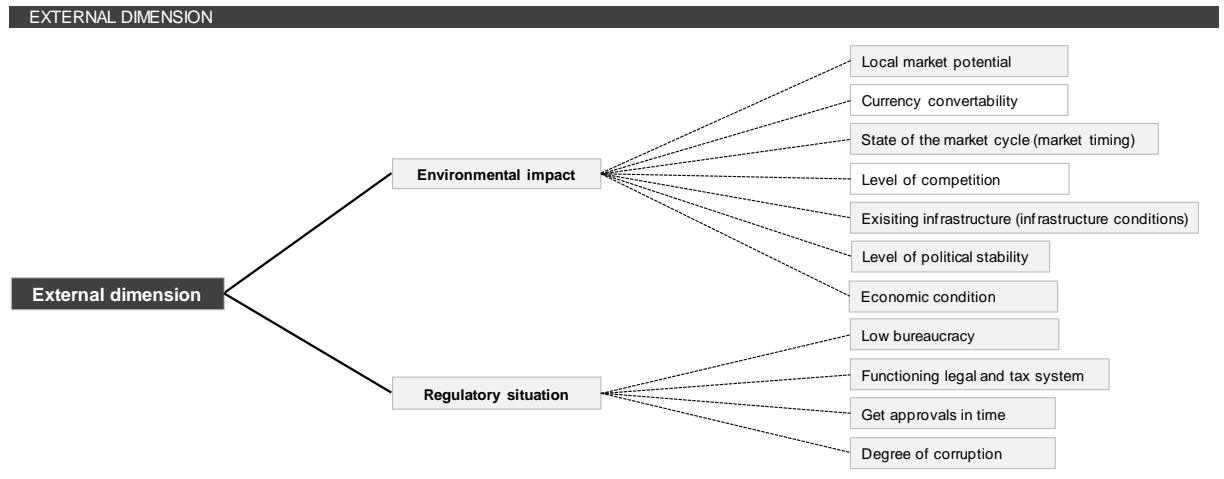 EXTERNAL DIMENSION
Local market potential
Currency convertability
State of the market cycle (market timing)
Environmental impact
Level of competition
Exisiting infrastructure (infrastructure conditions)
Level of political stability
External dimension
Economic condition
Low bureaucracy
Functioning legal and tax system
Regulatory situation
Get approvals in time
Degree of corruption